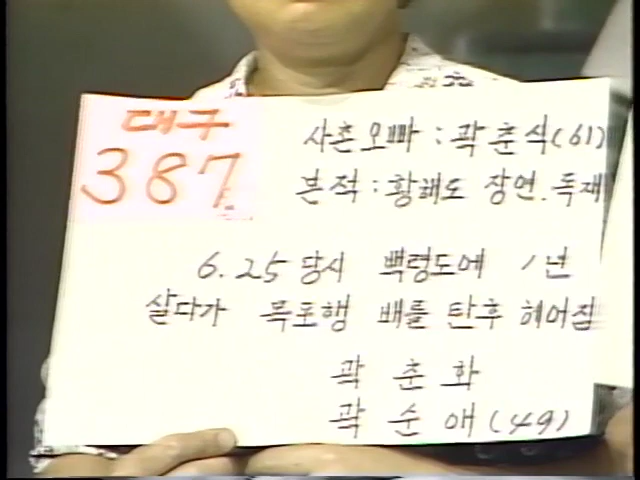 대구
387
사촌오빠 : 곽춘식(61)
본적 : 황해도 장연. 독재
6.25 당시 백령도에 1년
살다가 목포행 배를 탄후 헤어짐
곽춘화
곽순애(49)